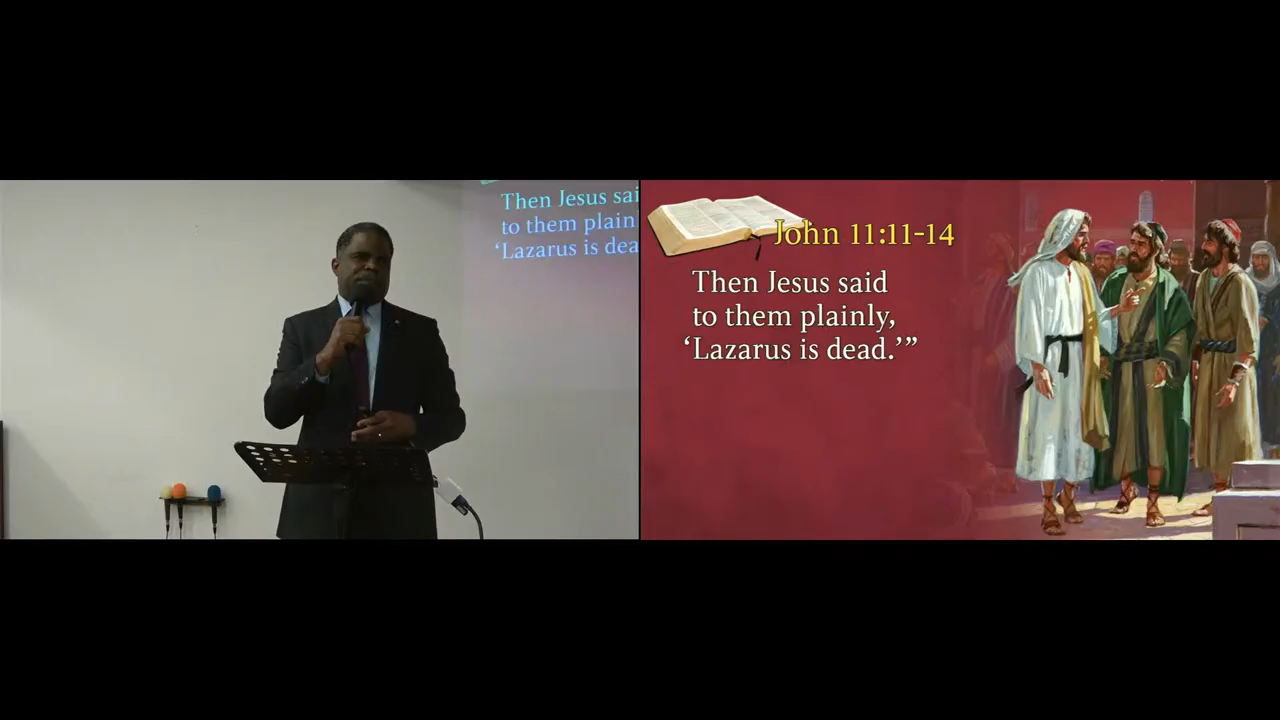 Then Jesus sai
to them plainl
‘Lazarus is dea
John 11:11-14
Then Jesus said
to them plainly,
‘Lazarus is dead.’”